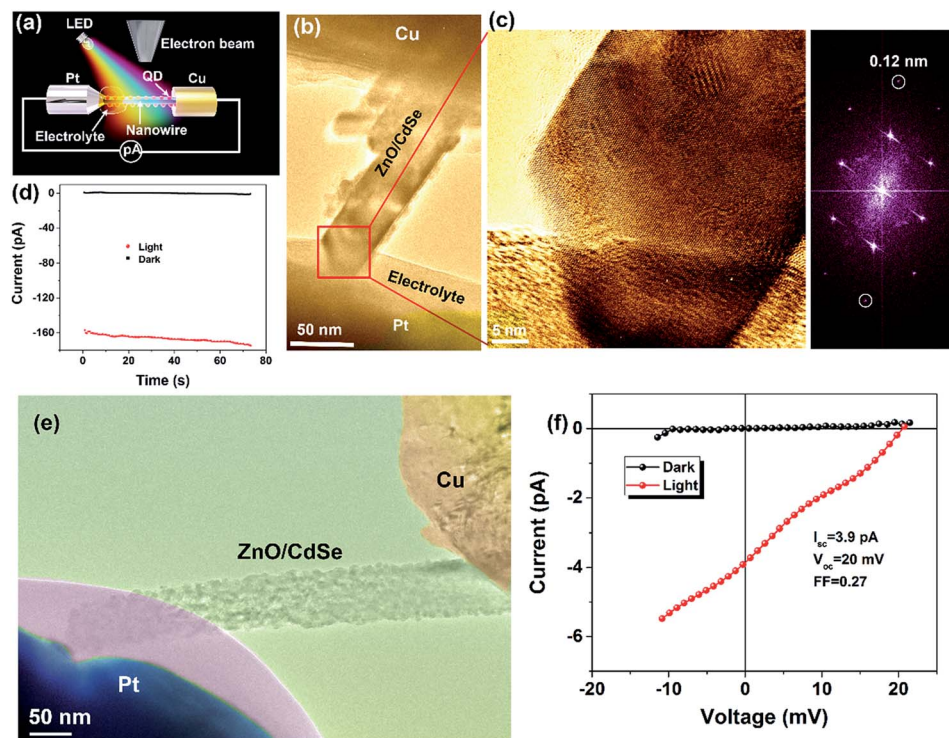 (a)
LED
Electron beam
Pt
QD
Cu
Electrolyte
Nanowire
pA
(b)
Cu
ZnO/CdSe
Electrolyte
Pt
50 nm
(c)
5 nm
0.12 nm
(d)
Current (pA)
0
-40
-80
-120
-160
Light
Dark
0 20 40 60 80
Time (s)
(e)
Cu
ZnO/CdSe
Pt
50 nm
(f)
Current (pA)
0
-2
-4
-6
Dark
Light
Isc=3.9 pA
Voc=20 mV
FF=0.27
-20 -10 0 10 20
Voltage (mV)